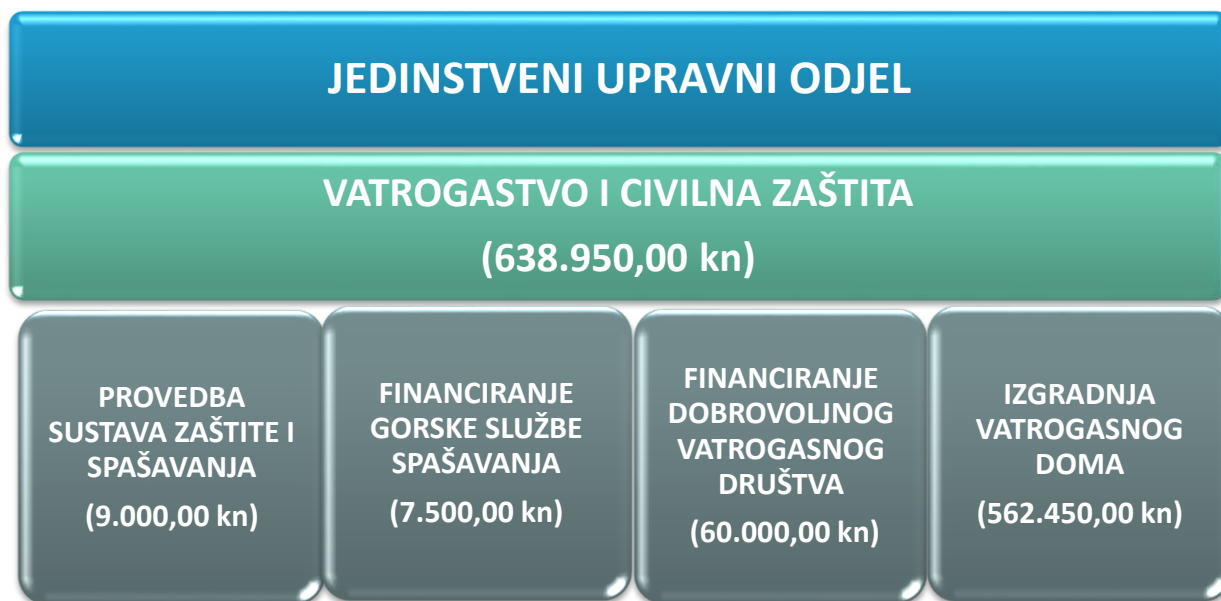 JEDINSTVENI UPRAVNI ODJEL
VATROGASTVO I CIVILNA ZAŠTITA
(638.950,00 kn)
PROVEDBA
SUSTAVA ZAŠTITE I
SPAŠAVANJA
(9.000,00 kn)
FINANCIRANJE
GORSKE SLUŽBE
SPAŠAVANJA
(7.500,00 kn)
FINANCIRANJE
DOBROVOLJNOG
VATROGASNOG
DRUŠTVA
(60.000,00 kn)
IZGRADNJA
VATROGASNOG
DOMA
(562.450,00 kn)